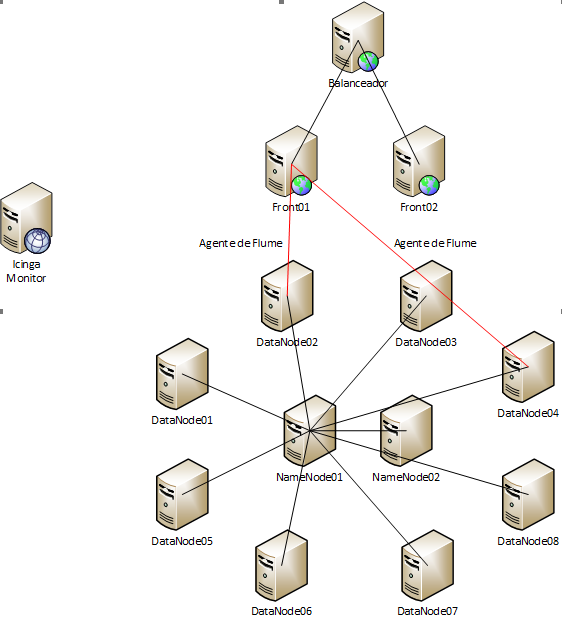 Balanceador
Front01
Front02
Agente de Flume
Agente de Flume
Icinga
Monitor
DataNode02
DataNode03
DataNode01
DataNode04
NameNode01
NameNode02
DataNode05
DataNode08
DataNode06
DataNode07